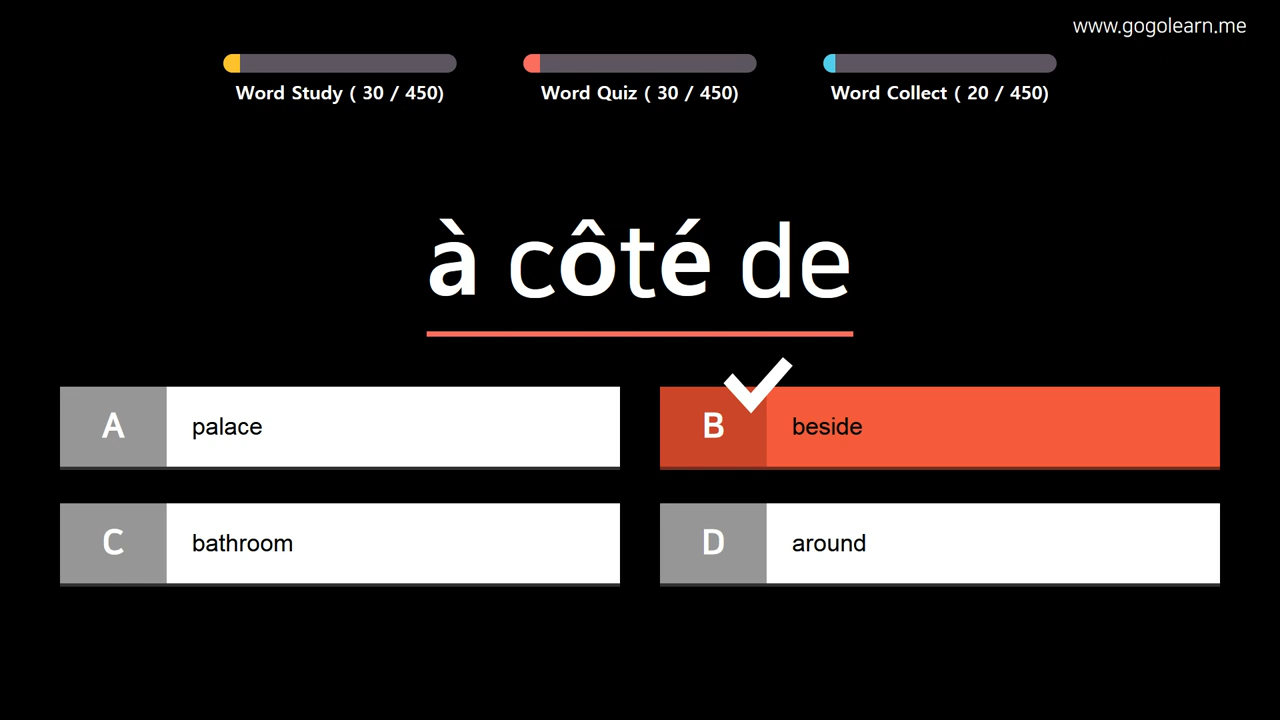 www.gogolearn.me
Word Study ( 30 / 450)
Word Quiz ( 30 / 450)
Word Collect ( 20 / 450)
à côté de
A palace
B beside
C bathroom
D around